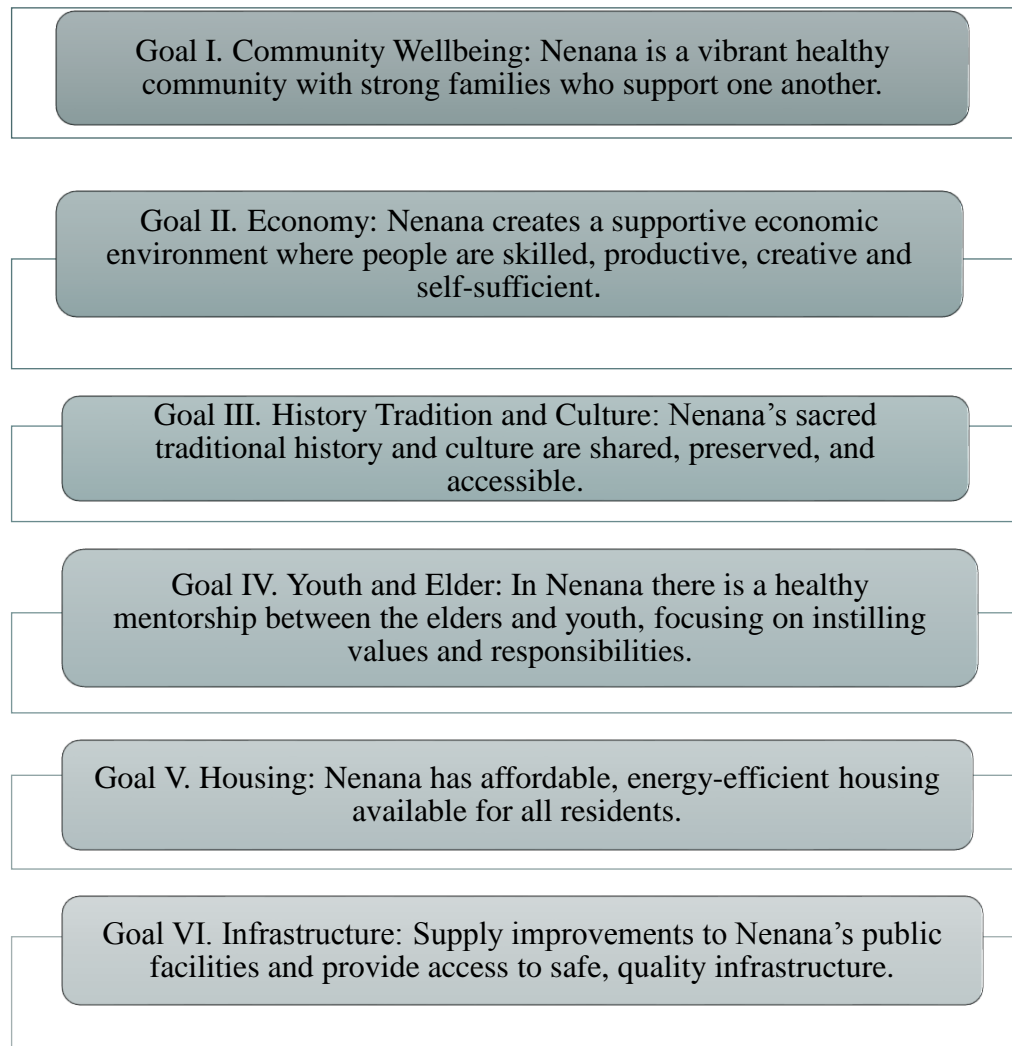 Goal I. Community Wellbeing: Nenana is a vibrant healthy
community with strong families who support one another.
Goal II. Economy: Nenana creates a supportive economic
environment where people are skilled, productive, creative and
self-sufficient.
Goal III. History Tradition and Culture: Nenana’s sacred
traditional history and culture are shared, preserved, and
accessible.
Goal IV. Youth and Elder: In Nenana there is a healthy
mentorship between the elders and youth, focusing on instilling
values and responsibilities.
Goal V. Housing: Nenana has affordable, energy-efficient housing
available for all residents.
Goal VI. Infrastructure: Supply improvements to Nenana’s public
facilities and provide access to safe, quality infrastructure.